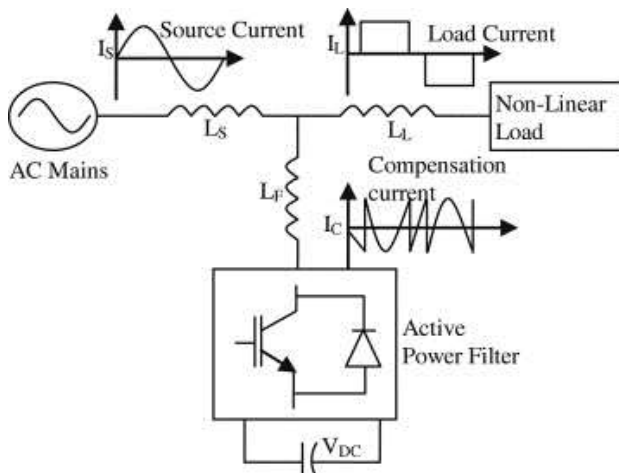 I_S
Source Current
I_L
Load Current
L_S
L_L
Non-Linear
Load
AC Mains
L_F
Compensation
current
I_C
Active
Power Filter
V_DC